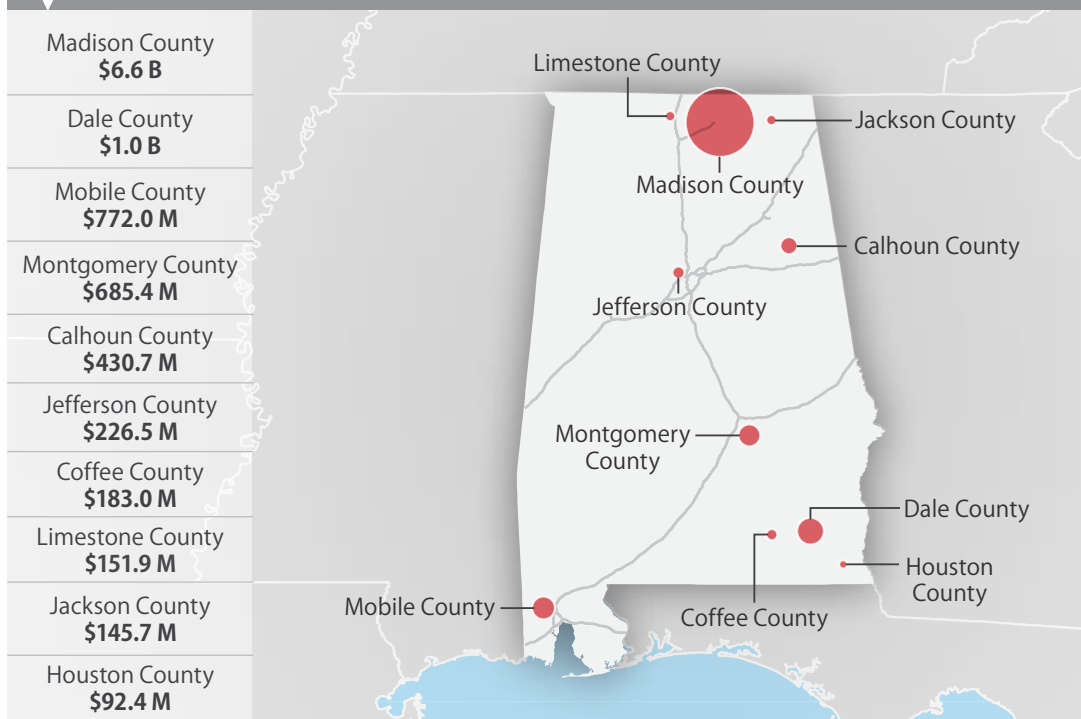 Madison County
$6.6 B
Dale County
$1.0 B
Mobile County
$772.0 M
Montgomery County
$685.4 M
Calhoun County
$430.7 M
Jefferson County
$226.5 M
Coffee County
$183.0 M
Limestone County
$151.9 M
Jackson County
$145.7 M
Houston County
$92.4 M
Limestone County
Jackson County
Madison County
Calhoun County
Jefferson County
Montgomery
County
Dale County
Houston
County
Mobile County
Coffee County